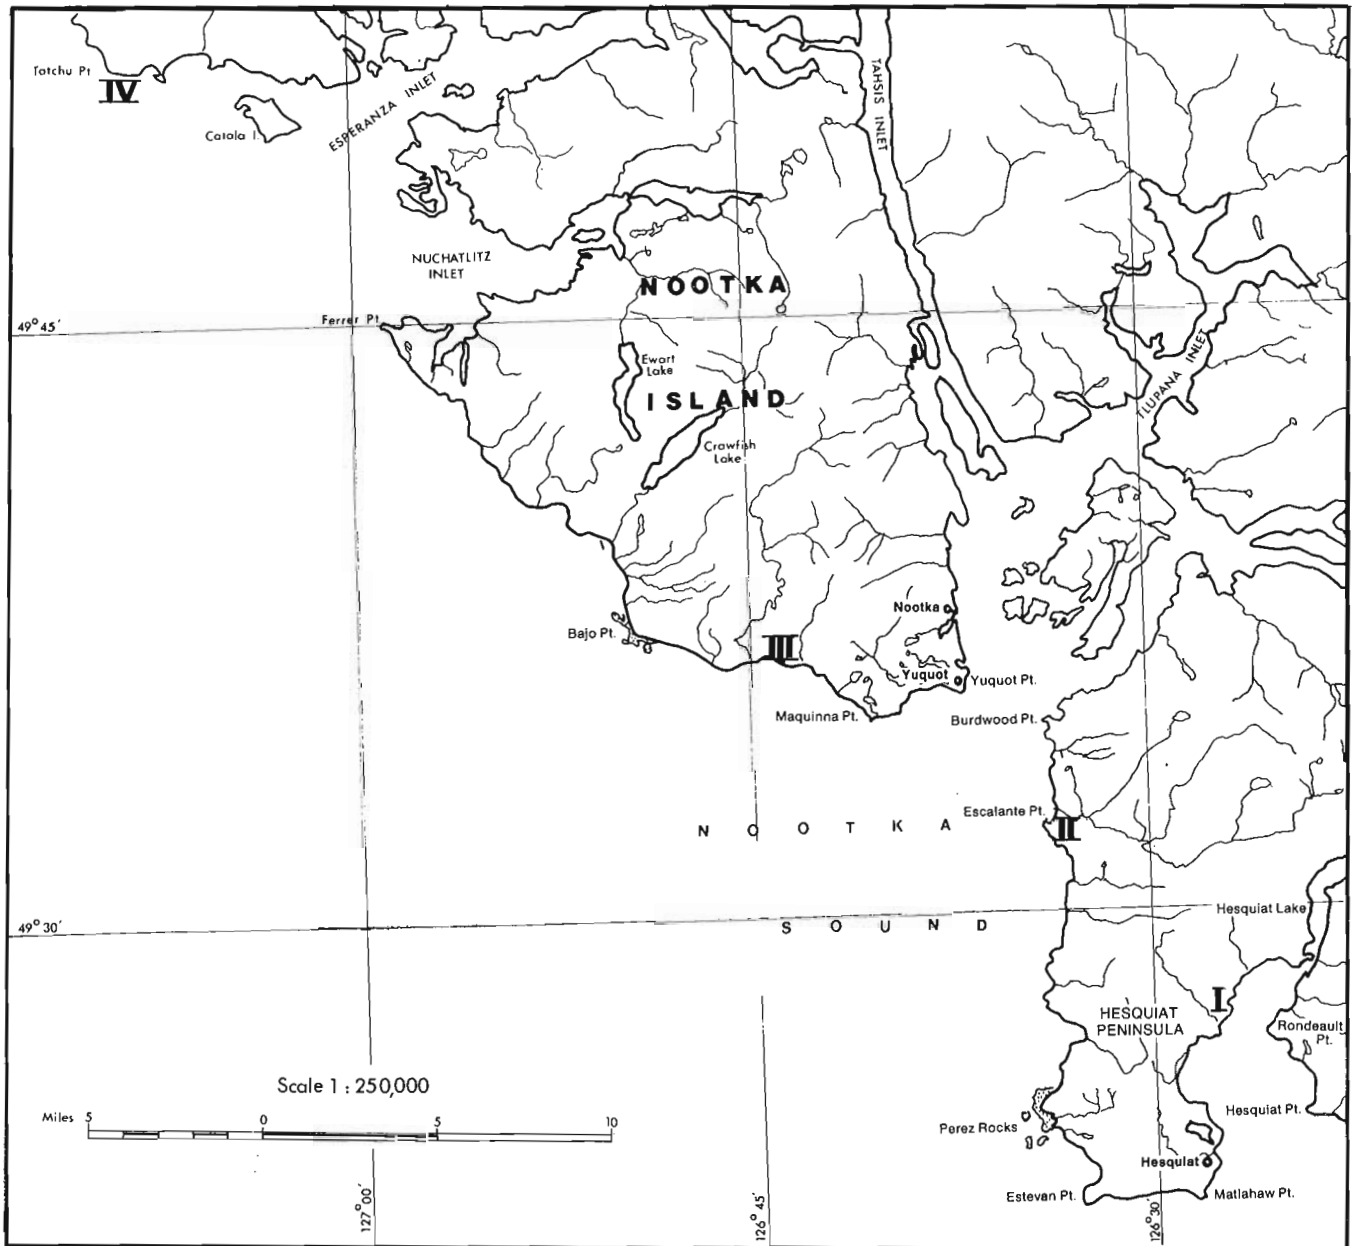 Tatchu Pt
IV
Catala I.
ESPERANZA INLET
TAHSIS INLET
NUCHATLITZ
INLET
NOOTKA
Ferrer Pt.
49° 45'
Ewart
Lake
ISLAND
TLUPANA INLET
Crawfish
Lake
Nootka
Bajo Pt.
III
Yuquot
Yuquot Pt.
Maquinna Pt.
Burdwood Pt.
Escalante Pt.
II
NOOTKA
Hesquiat Lake
49° 30'
SOUND
I
HESQUIAT
PENINSULA
Rondeault
Pt.
Scale 1 : 250,000
Miles 5 0 5 10
Hesquiat Pt.
Perez Rocks
Hesquiat
Estevan Pt.
Matlahaw Pt.
127° 00'
126° 45'
126° 30'